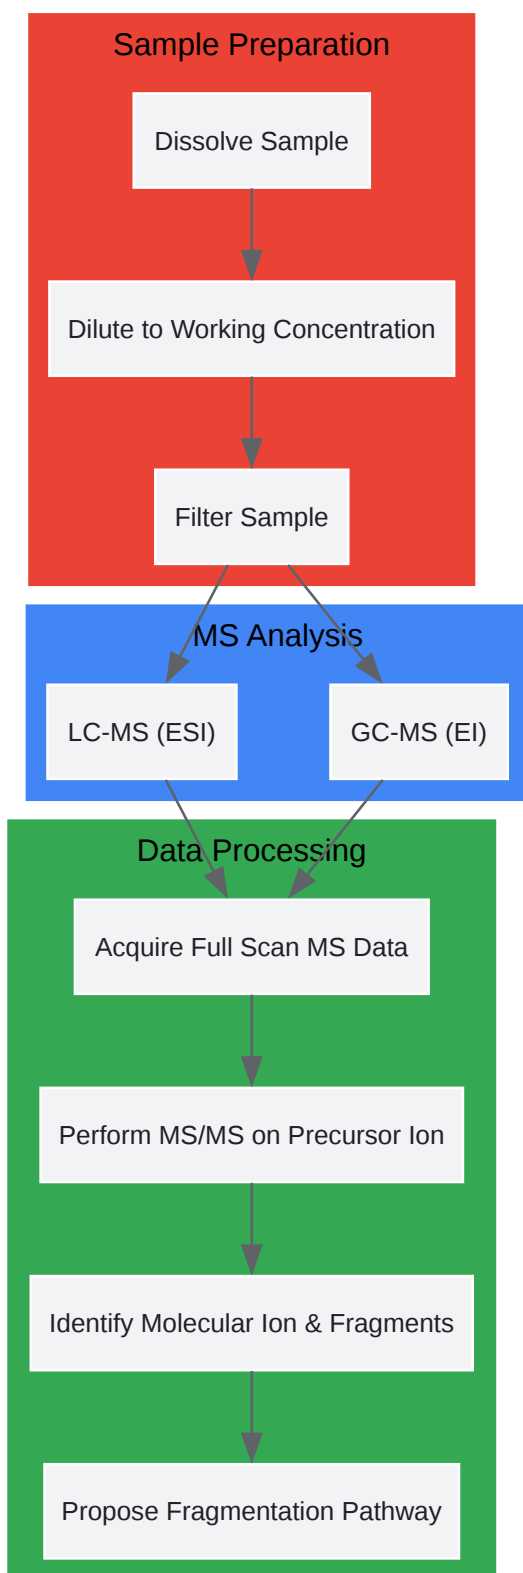 Sample Preparation
Dissolve Sample
Dilute to Working Concentration
Filter Sample
MS Analysis
LC-MS (ESI)
GC-MS (EI)
Data Processing
Acquire Full Scan MS Data
Perform MS/MS on Precursor Ion
Identify Molecular Ion & Fragments
Propose Fragmentation Pathway